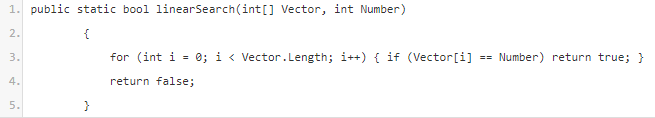 1. public static bool linearSearch(int[] Vector, int Number)
2. {
3. for (int i = 0; i < Vector.Length; i++) { if (Vector[i] == Number) return true; }
4. return false;
5. }